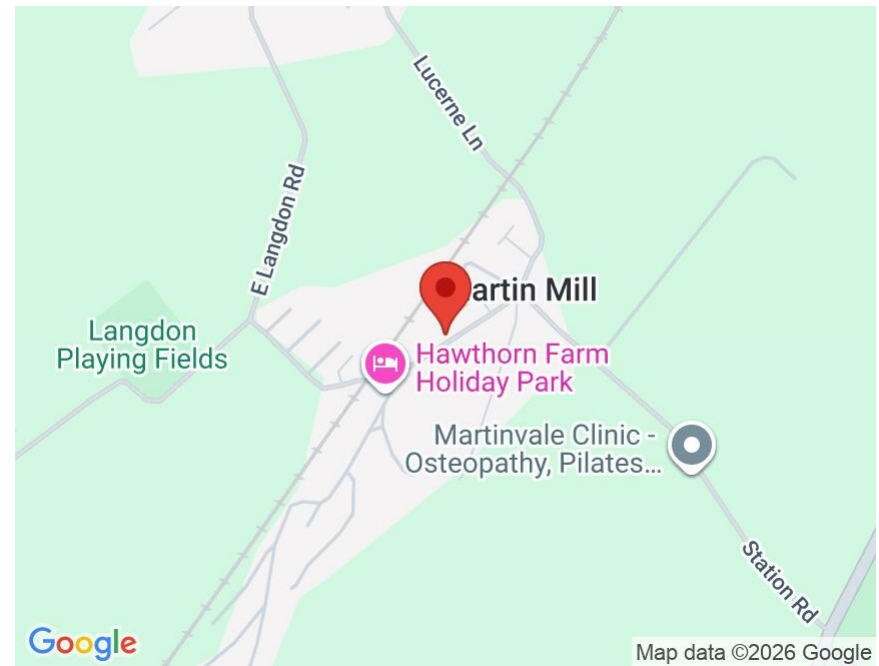 Lucerne Ln
E Langdon Rd
artin Mill
Langdon
Playing Fields
Hawthorn Farm
Holiday Park
Martinvale Clinic -
Osteopathy, Pilates...
Station Rd
Google
Map data ©2026 Google